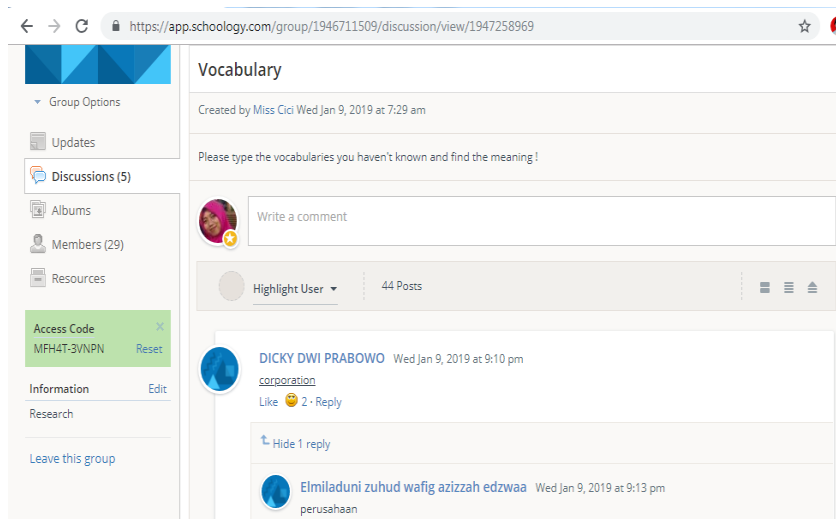 https://app.schoology.com/group/1946711509/discussion/view/1947258969
Group Options
Updates
Discussions (5)
Albums
Members (29)
Resources
Access Code
MFH4T-3VNPN Reset
Information Edit
Research
Leave this group
Vocabulary
Created by Miss Cici Wed Jan 9, 2019 at 7:29 am
Please type the vocabularies you haven't known and find the meaning !
Write a comment
Highlight User 44 Posts
DICKY DWI PRABOWO Wed Jan 9, 2019 at 9:10 pm
corporation
Like 2 · Reply
Hide 1 reply
Elmiladuni zuhud wafig azizzah edzwaa Wed Jan 9, 2019 at 9:13 pm
perusahaan